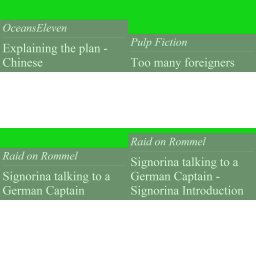 OceansEleven
Explaining the plan -
Chinese
Pulp Fiction
Too many foreigners
Raid on Rommel
Signorina talking to a
German Captain
Raid on Rommel
Signorina talking to a
German Captain -
Signorina Introduction